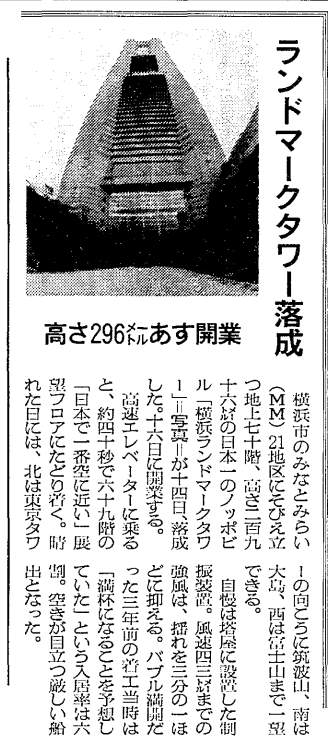 ランドマークタワー落成
高さ296メートルあす開業
横浜市のみなとみらい
(MM)21地区にそびえ立
つ地上七十階、高さ二百九
十六㍍の日本一のノッポビ
ル「横浜ランドマークタワ
ー」=写真=が十四日、落成
した。十六日に開業する。
高速エレベーターに乗る
と、約四十秒で六十九階の
「日本で一番空に近い」展
望フロアにたどり着く。晴
れた日には、北は東京タワ
ーの向こうに筑波山、南は
大島、西は富士山まで一望
できる。
自慢は塔屋に設置した制
振装置。風速四三㍍までの
強風は、揺れを三分の一ほ
どに抑える。バブル満開だ
った三年前の着工当時は
「満杯になることを予想し
ていた」という入居率は六
割。空きが目立つ厳しい船
出となった。